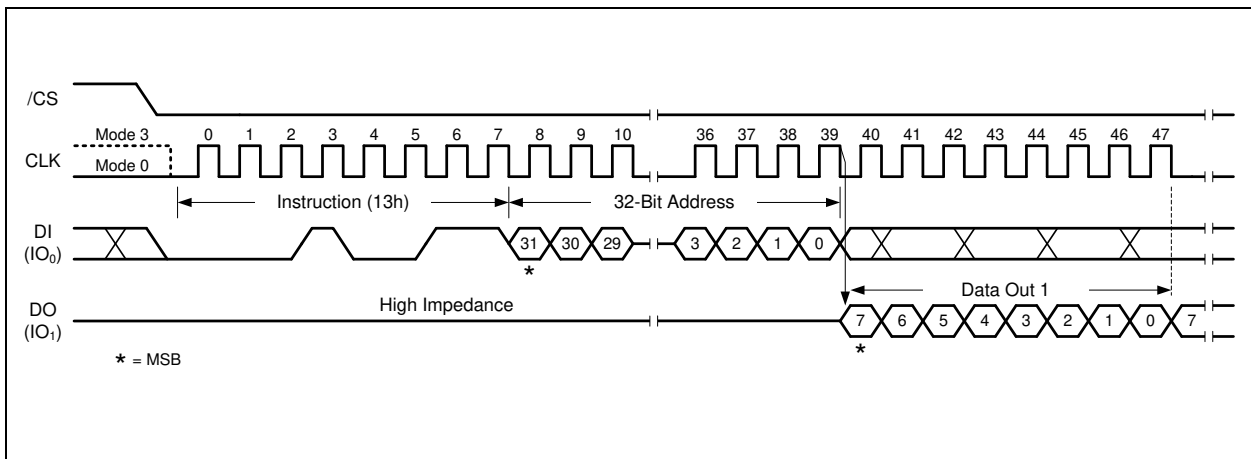 /CS
Mode 3 0 1 2 3 4 5 6 7 8 9 10 36 37 38 39 40 41 42 43 44 45 46 47
CLK Mode 0
Instruction (13h) 32-Bit Address
DI
(IO₀) 31 30 29 3 2 1 0
*
High Impedance Data Out 1
DO
(IO₁) 7 6 5 4 3 2 1 0 7
*
* = MSB